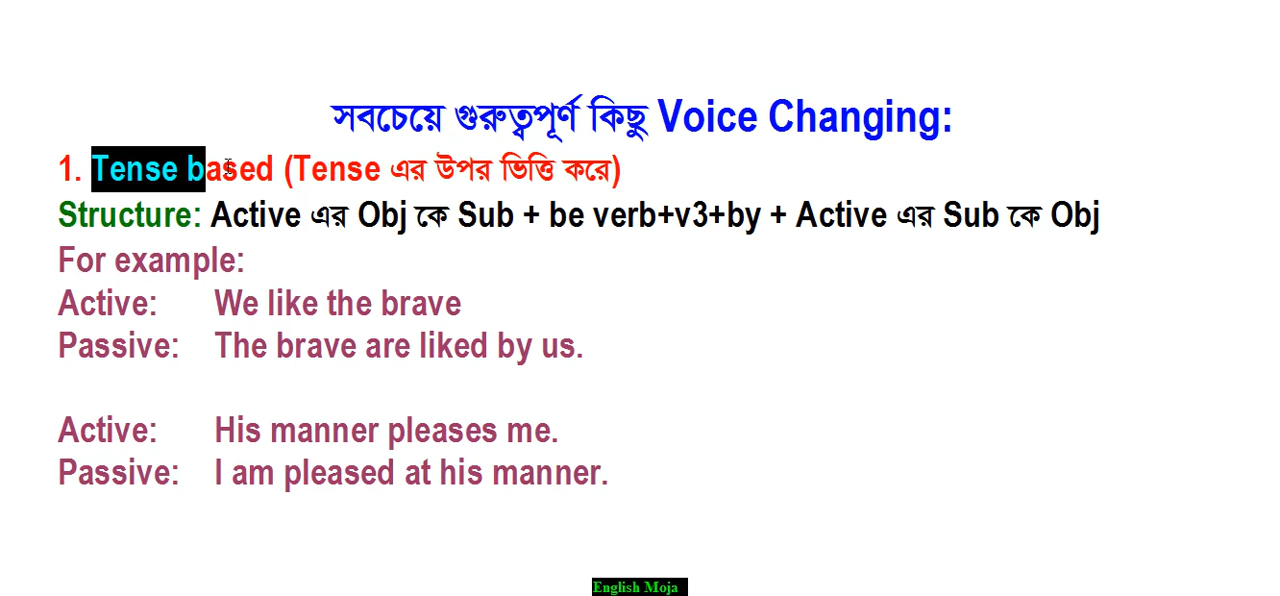 সবচেয়ে গুরুত্বপূর্ণ কিছু Voice Changing:
1. Tense based (Tense এর উপর ভিত্তি করে)
Structure: Active এর Obj কে Sub + be verb+v3+by + Active এর Sub কে Obj
For example:
Active: We like the brave
Passive: The brave are liked by us.
Active: His manner pleases me.
Passive: I am pleased at his manner.
English Moja